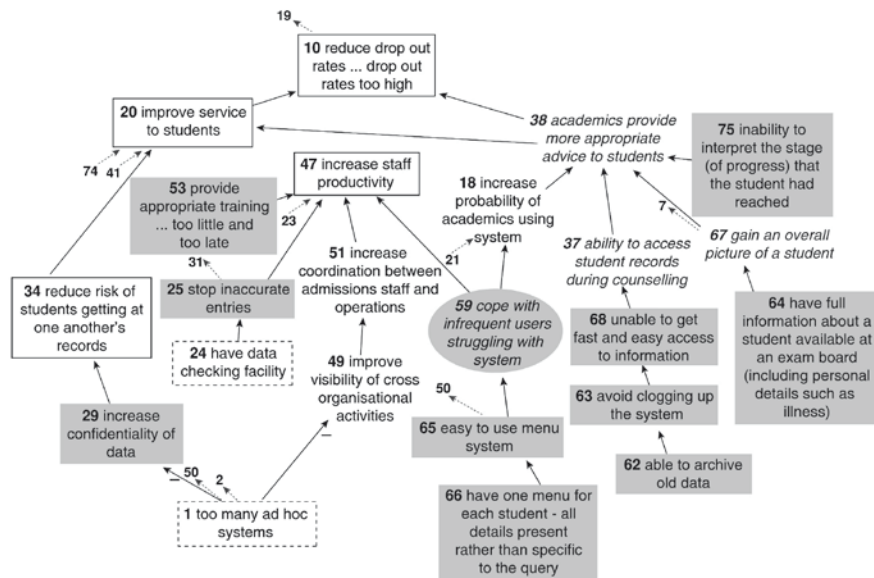 19
10 reduce drop out
rates ... drop out
rates too high
20 improve service
to students
38 academics provide
more appropriate
advice to students
75 inability to
interpret the stage
(of progress) that
the student had
reached
74
41
47 increase staff
productivity
53 provide
appropriate training
... too little and
too late
23
18 increase
probability of
academics using
system
7
67 gain an overall
picture of a student
37 ability to access
student records
during counselling
51 increase
coordination between
admissions staff and
operations
21
31
25 stop inaccurate
entries
34 reduce risk of
students getting at
one another's
records
59 cope with
infrequent users
struggling with
system
64 have full
information about a
student available at
an exam board
(including personal
details such as
illness)
68 unable to get
fast and easy access
to information
24 have data
checking facility
49 improve
visibility of cross
organisational
activities
50
63 avoid clogging up
the system
29 increase
confidentiality of
data
65 easy to use menu
system
–
62 able to archive
old data
–
50
2
1 too many ad hoc
systems
66 have one menu for
each student - all
details present
rather than specific
to the query